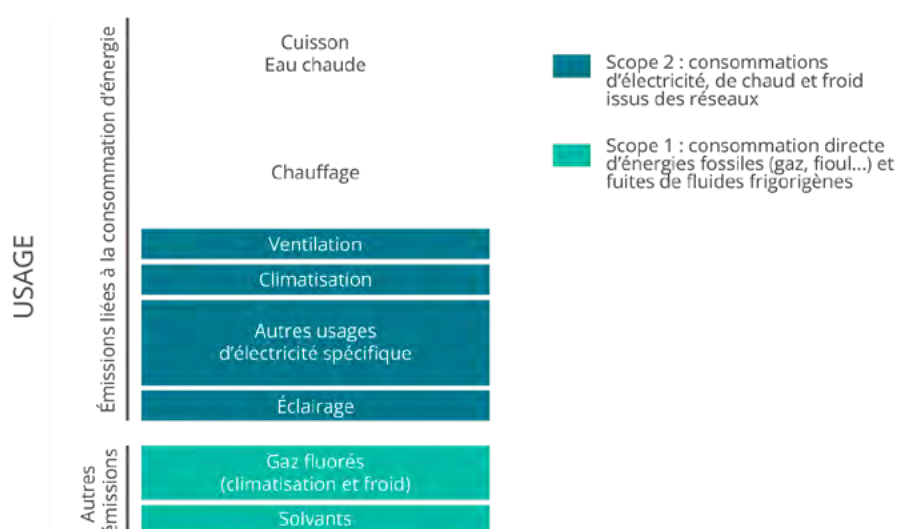 USAGE
Émissions liées à la consommation d'énergie
Cuisson
Eau chaude
Chauffage
Ventilation
Climatisation
Autres usages
d'électricité spécifique
Éclairage
Autres
émissions
Gaz fluorés
(climatisation et froid)
Solvants
Scope 2 : consommations
d'électricité, de chaud et froid
issus des réseaux
Scope 1 : consommation directe
d'énergies fossiles (gaz, fioul...) et
fuites de fluides frigorigènes